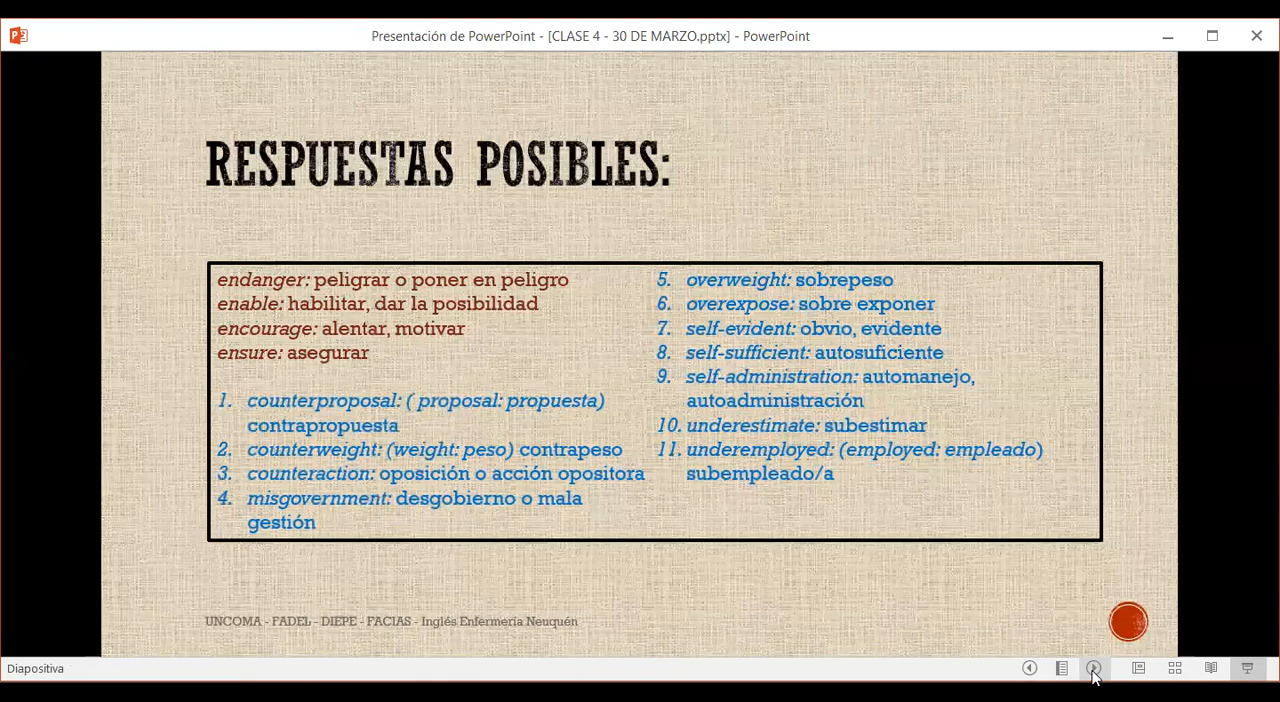 Presentación de PowerPoint - [CLASE 4 - 30 DE MARZO.pptx] - PowerPoint
RESPUESTAS POSIBLES:
endanger: peligrar o poner en peligro
enable: habilitar, dar la posibilidad
encourage: alentar, motivar
ensure: asegurar
1. counterproposal: ( proposal: propuesta)
contrapropuesta
2. counterweight: (weight: peso) contrapeso
3. counteraction: oposición o acción opositora
4. misgovernment: desgobierno o mala
gestión
5. overweight: sobrepeso
6. overexpose: sobre exponer
7. self-evident: obvio, evidente
8. self-sufficient: autosuficiente
9. self-administration: automanejo,
autoadministración
10. underestimate: subestimar
11. underemployed: (employed: empleado)
subempleado/a
UNCOMA - FADEL - DIEPE - FACIAS - Inglés Enfermería Neuquén
Diapositiva